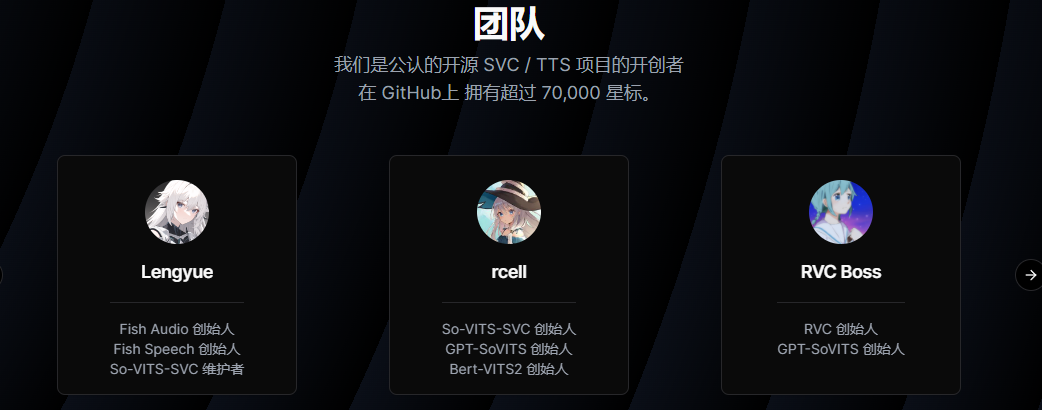 团队
我们是公认的开源 SVC / TTS 项目的开创者
在 GitHub上 拥有超过 70,000 星标。
Lengyue
Fish Audio 创始人
Fish Speech 创始人
So-VITS-SVC 维护者
rcell
So-VITS-SVC 创始人
GPT-SoVITS 创始人
Bert-VITS2 创始人
RVC Boss
RVC 创始人
GPT-SoVITS 创始人